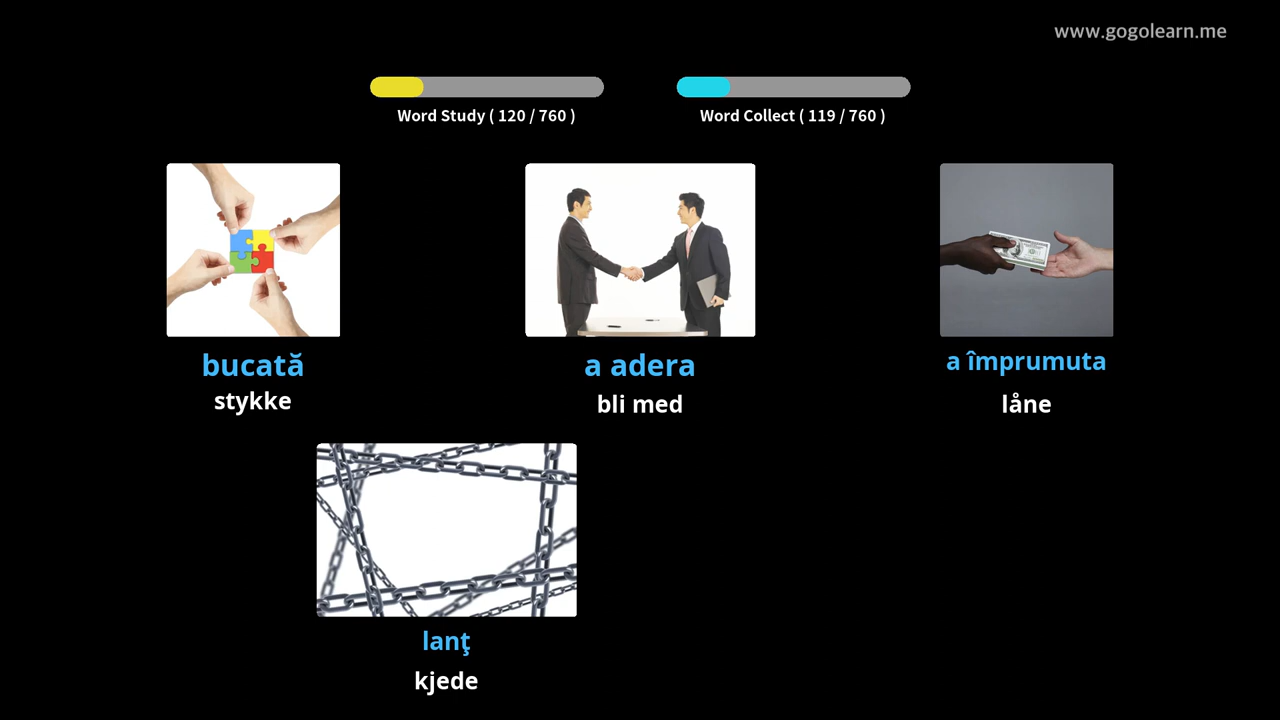 www.gogolearn.me
Word Study ( 120 / 760 )
Word Collect ( 119 / 760 )
bucată
stykke
a adera
bli med
a împrumuta
låne
lanţ
kjede